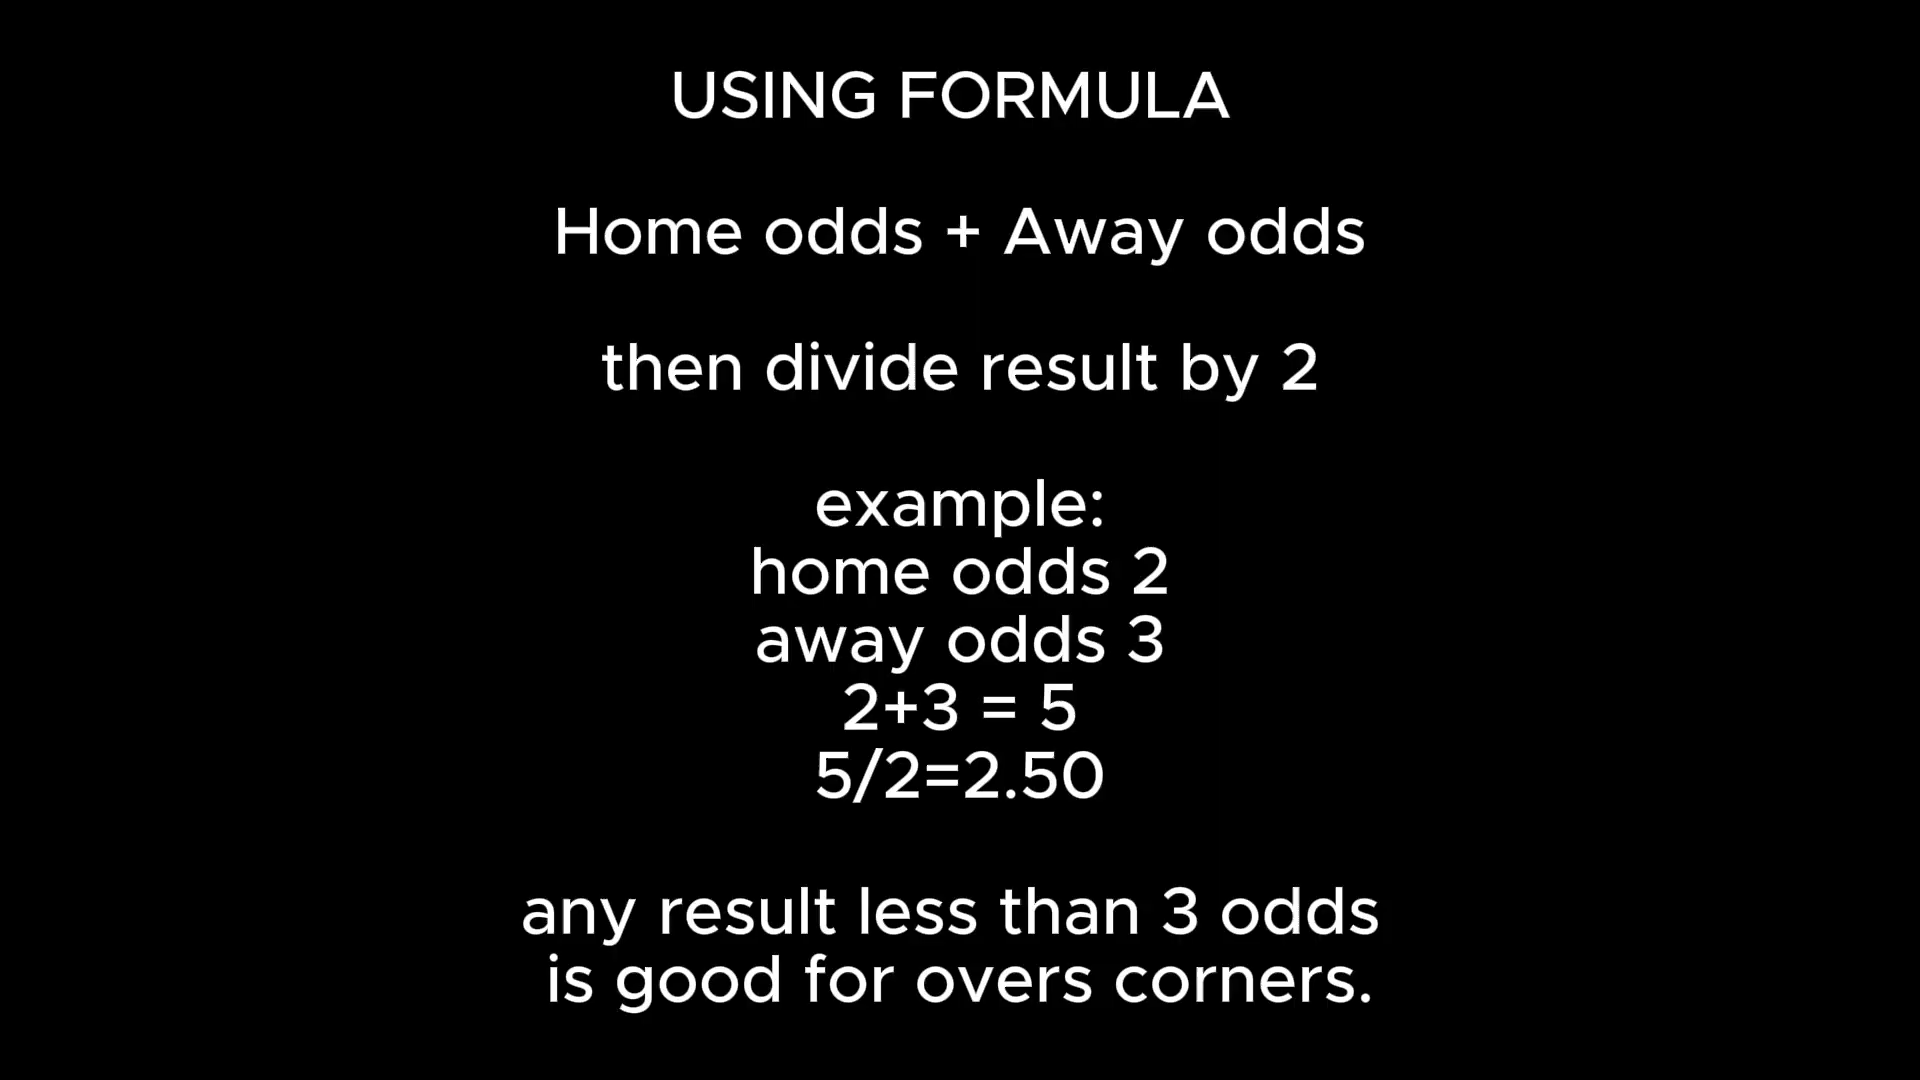 USING FORMULA
Home odds + Away odds
then divide result by 2
example:
home odds 2
away odds 3
2+3 = 5
5/2=2.50
any result less than 3 odds
is good for overs corners.